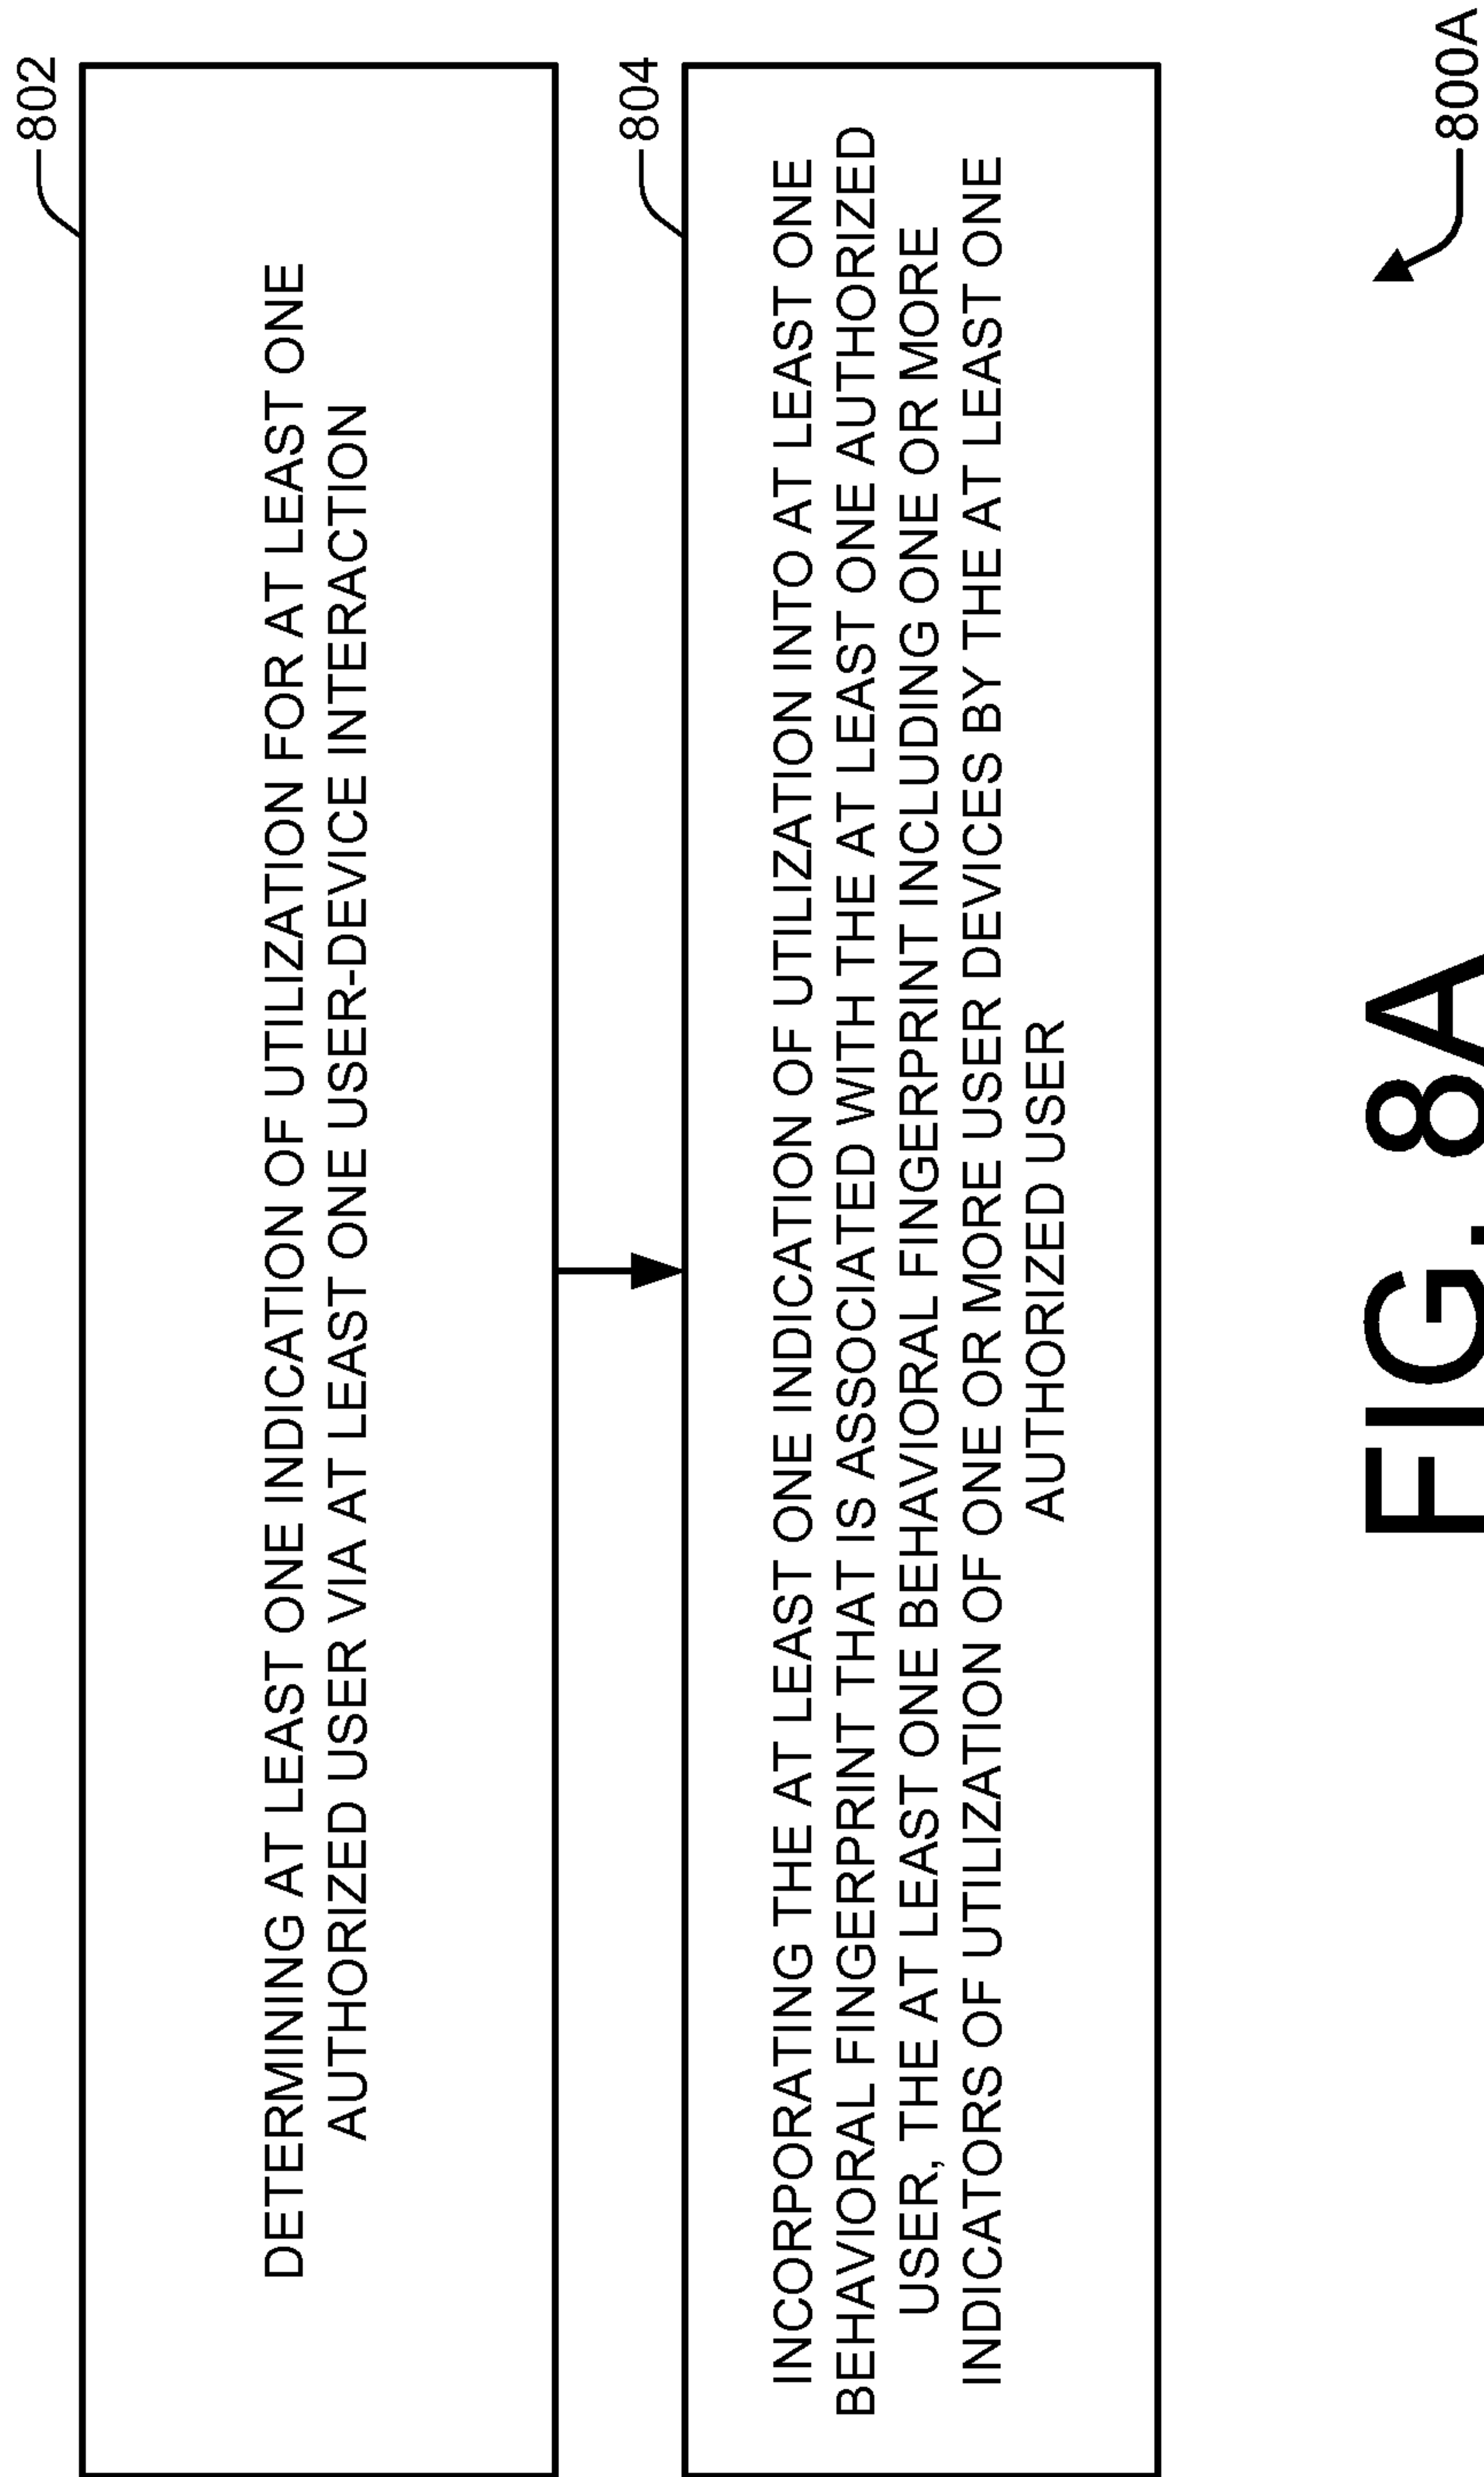 802
DETERMINING AT LEAST ONE INDICATION OF UTILIZATION FOR AT LEAST ONE
AUTHORIZED USER VIA AT LEAST ONE USER-DEVICE INTERACTION
804
INCORPORATING THE AT LEAST ONE INDICATION OF UTILIZATION INTO AT LEAST ONE
BEHAVIORAL FINGERPRINT THAT IS ASSOCIATED WITH THE AT LEAST ONE AUTHORIZED
USER, THE AT LEAST ONE BEHAVIORAL FINGERPRINT INCLUDING ONE OR MORE
INDICATORS OF UTILIZATION OF ONE OR MORE USER DEVICES BY THE AT LEAST ONE
AUTHORIZED USER
800A
FIG. 8A